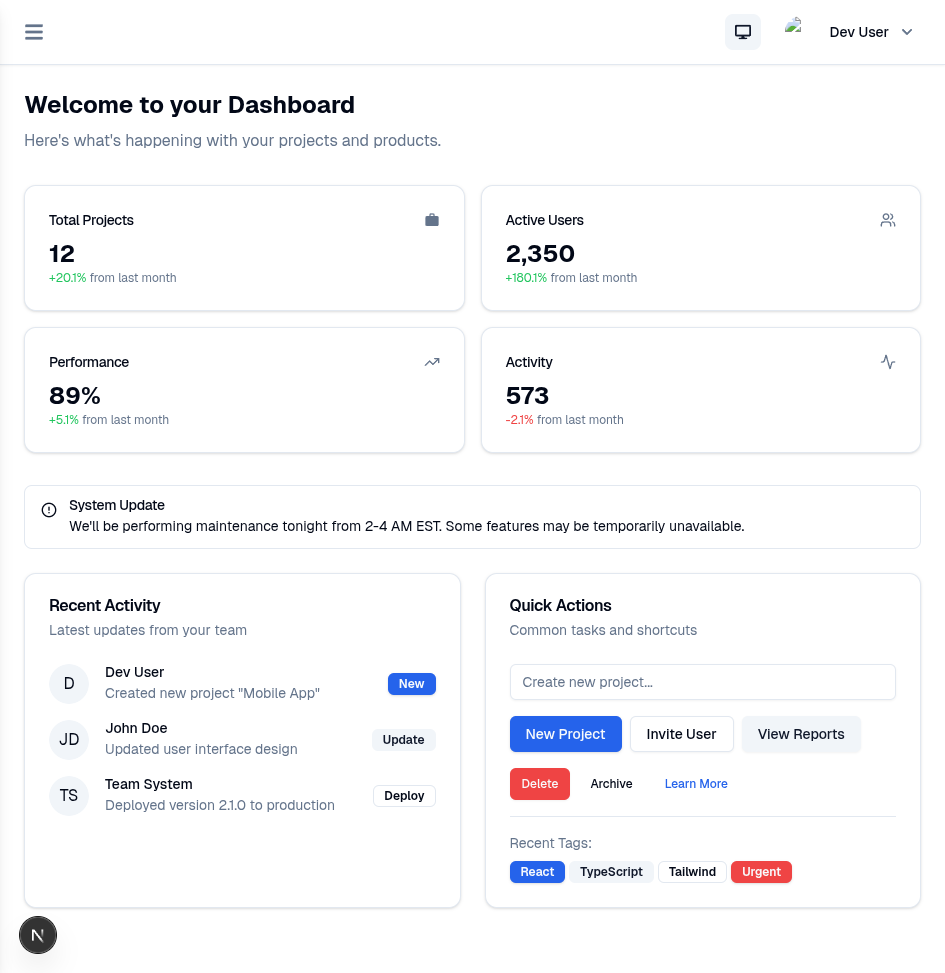 Dev User
Welcome to your Dashboard
Here's what's happening with your projects and products.
Total Projects
12
+20.1% from last month
Active Users
2,350
+180.1% from last month
Performance
89%
+5.1% from last month
Activity
573
-2.1% from last month
System Update
We'll be performing maintenance tonight from 2-4 AM EST. Some features may be temporarily unavailable.
Recent Activity
Latest updates from your team
D
Dev User
Created new project "Mobile App"
New
JD
John Doe
Updated user interface design
Update
TS
Team System
Deployed version 2.1.0 to production
Deploy
Quick Actions
Common tasks and shortcuts
Create new project...
New Project Invite User View Reports
Delete Archive Learn More
Recent Tags:
React TypeScript Tailwind Urgent
N